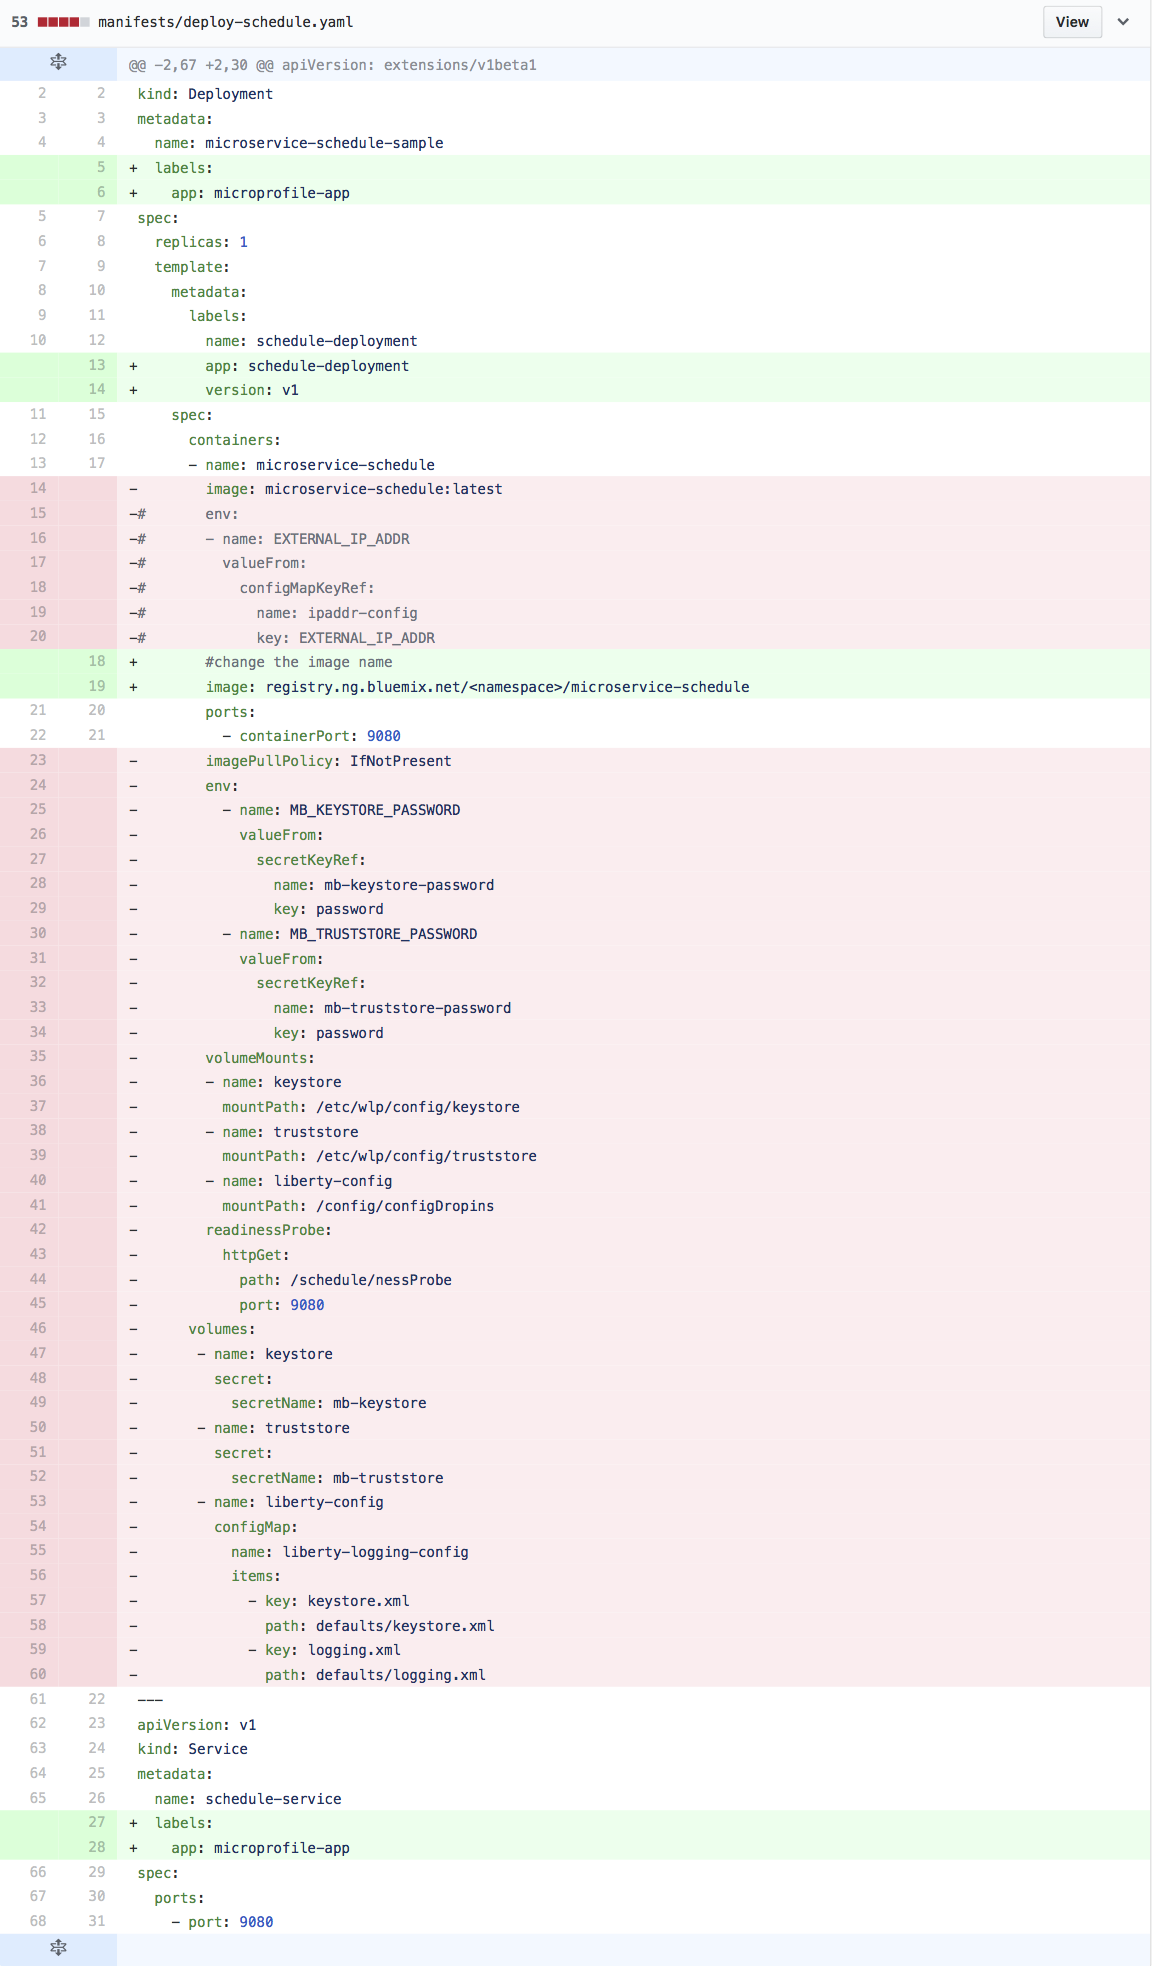 53 manifests/deploy-schedule.yaml View
@@ -2,67 +2,30 @@ apiVersion: extensions/v1beta1
2 2 kind: Deployment
3 3 metadata:
4 4   name: microservice-schedule-sample
5 +  labels:
6 +    app: microprofile-app
5 7 spec:
6 8   replicas: 1
7 9   template:
8 10     metadata:
9 11       labels:
10 12         name: schedule-deployment
13 +        app: schedule-deployment
14 +        version: v1
11 15     spec:
12 16       containers:
13 17       - name: microservice-schedule
14 -        image: microservice-schedule:latest
15 -#       env:
16 -#       - name: EXTERNAL_IP_ADDR
17 -#         valueFrom:
18 -#           configMapKeyRef:
19 -#             name: ipaddr-config
20 -#             key: EXTERNAL_IP_ADDR
18 +        #change the image name
19 +        image: registry.ng.bluemix.net/<namespace>/microservice-schedule
21 20         ports:
22 21           - containerPort: 9080
23 -        imagePullPolicy: IfNotPresent
24 -        env:
25 -          - name: MB_KEYSTORE_PASSWORD
26 -            valueFrom:
27 -              secretKeyRef:
28 -                name: mb-keystore-password
29 -                key: password
30 -          - name: MB_TRUSTSTORE_PASSWORD
31 -            valueFrom:
32 -              secretKeyRef:
33 -                name: mb-truststore-password
34 -                key: password
35 -        volumeMounts:
36 -        - name: keystore
37 -          mountPath: /etc/wlp/config/keystore
38 -        - name: truststore
39 -          mountPath: /etc/wlp/config/truststore
40 -        - name: liberty-config
41 -          mountPath: /config/configDropins
42 -        readinessProbe:
43 -          httpGet:
44 -            path: /schedule/nessProbe
45 -            port: 9080
46 -      volumes:
47 -       - name: keystore
48 -         secret:
49 -           secretName: mb-keystore
50 -       - name: truststore
51 -         secret:
52 -           secretName: mb-truststore
53 -       - name: liberty-config
54 -         configMap:
55 -           name: liberty-logging-config
56 -           items:
57 -             - key: keystore.xml
58 -               path: defaults/keystore.xml
59 -             - key: logging.xml
60 -               path: defaults/logging.xml
61 22 ---
62 23 apiVersion: v1
63 24 kind: Service
64 25 metadata:
65 26   name: schedule-service
27 +  labels:
28 +    app: microprofile-app
66 29 spec:
67 30   ports:
68 31     - port: 9080